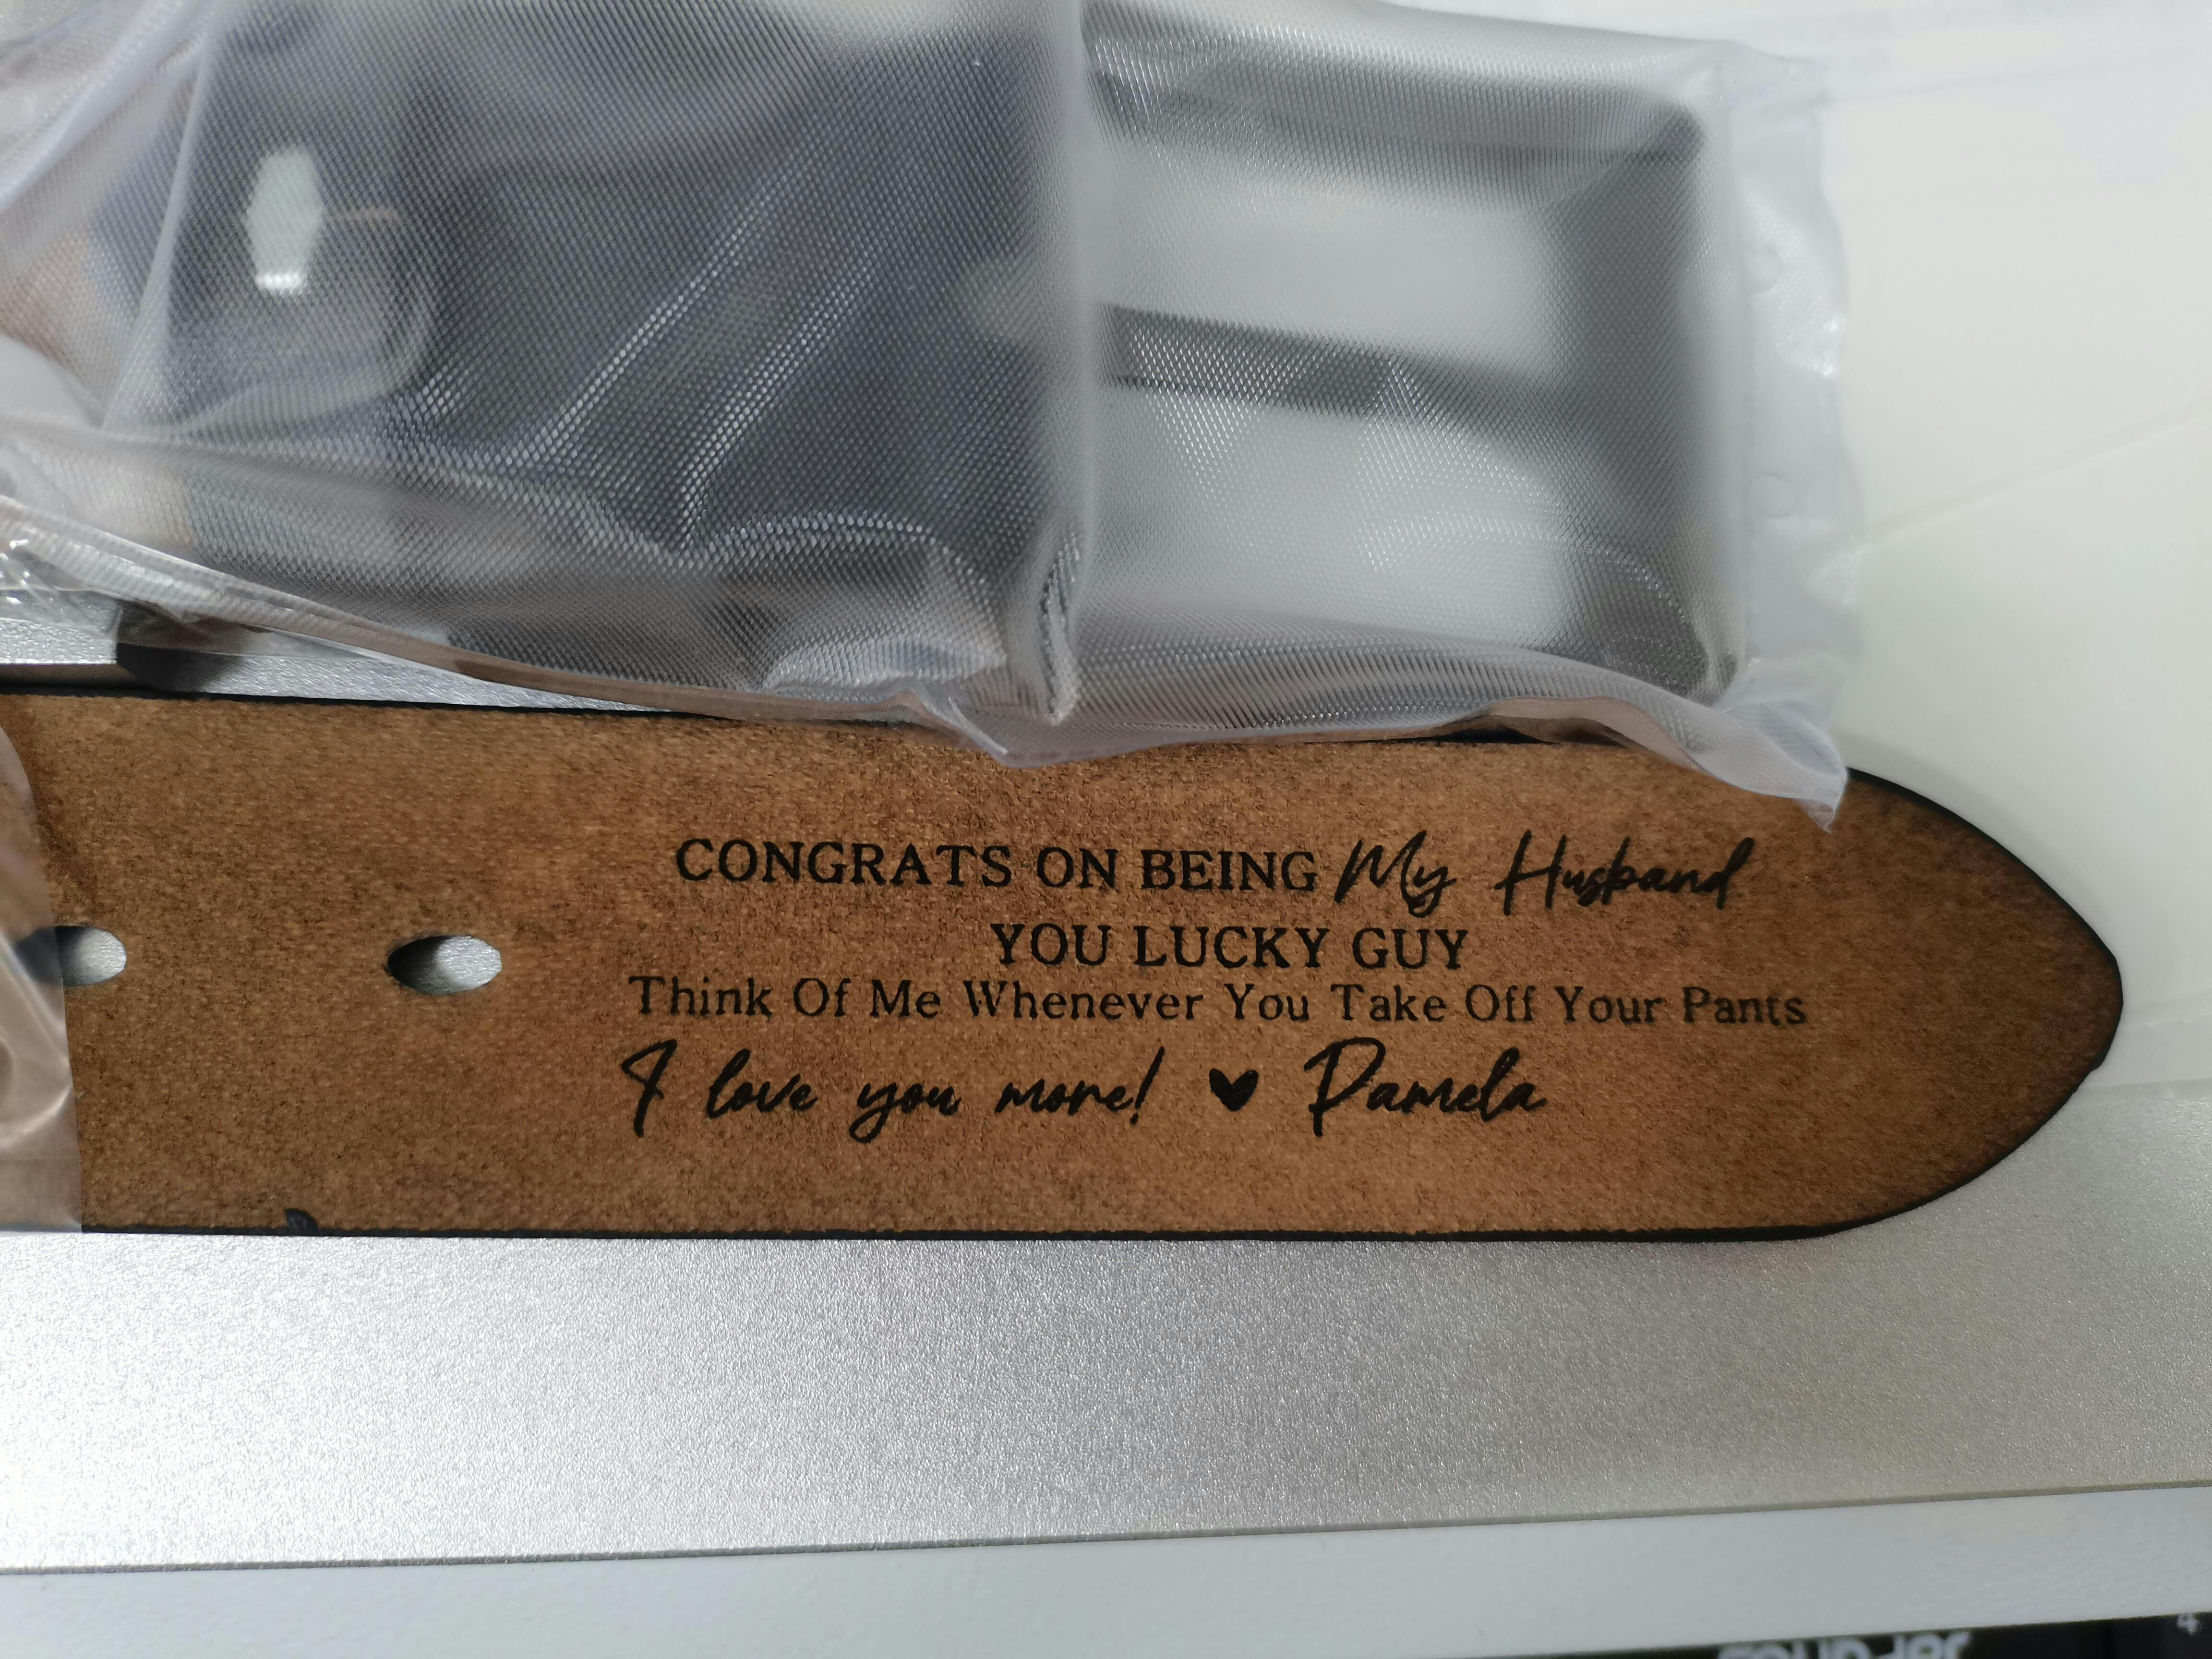 CONGRATS ON BEING My Husband
YOU LUCKY GUY
Think Of Me Whenever You Take Off Your Pants
I love you more! ♥ Pamela
4